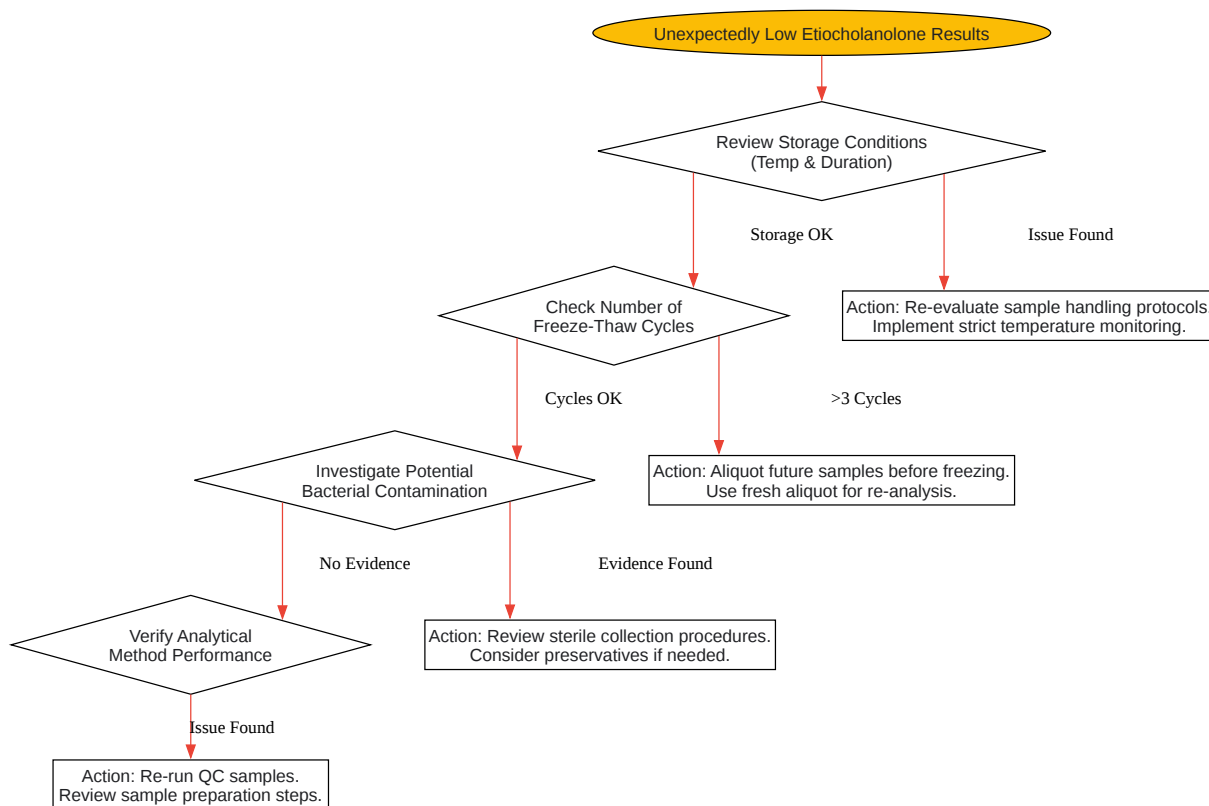 Unexpectedly Low Etiocholanolone Results
Review Storage Conditions
(Temp & Duration)
Storage OK
Issue Found
Check Number of
Freeze-Thaw Cycles
Action: Re-evaluate sample handling protocols.
Implement strict temperature monitoring.
Cycles OK
>3 Cycles
Investigate Potential
Bacterial Contamination
Action: Aliquot future samples before freezing.
Use fresh aliquot for re-analysis.
No Evidence
Evidence Found
Verify Analytical
Method Performance
Action: Review sterile collection procedures.
Consider preservatives if needed.
Issue Found
Action: Re-run QC samples.
Review sample preparation steps.